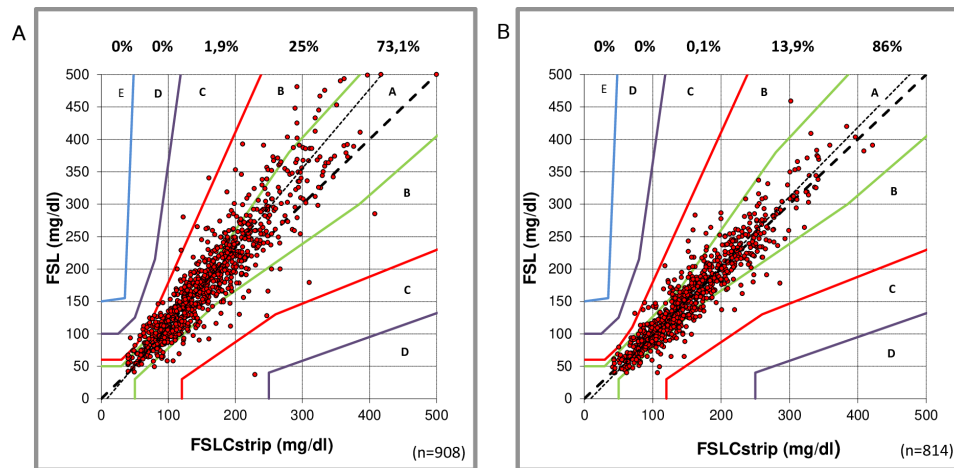 A
0% 0% 1,9% 25% 73,1%
500
450
400
350
300
250
200
150
100
50
0
FSL (mg/dl)
E D C B A
B
C
D
0 100 200 300 400 500
FSLCstrip (mg/dl)
(n=908)
B
0% 0% 0,1% 13,9% 86%
500
450
400
350
300
250
200
150
100
50
0
FSL (mg/dl)
E D C B A
B
C
D
0 100 200 300 400 500
FSLCstrip (mg/dl)
(n=814)